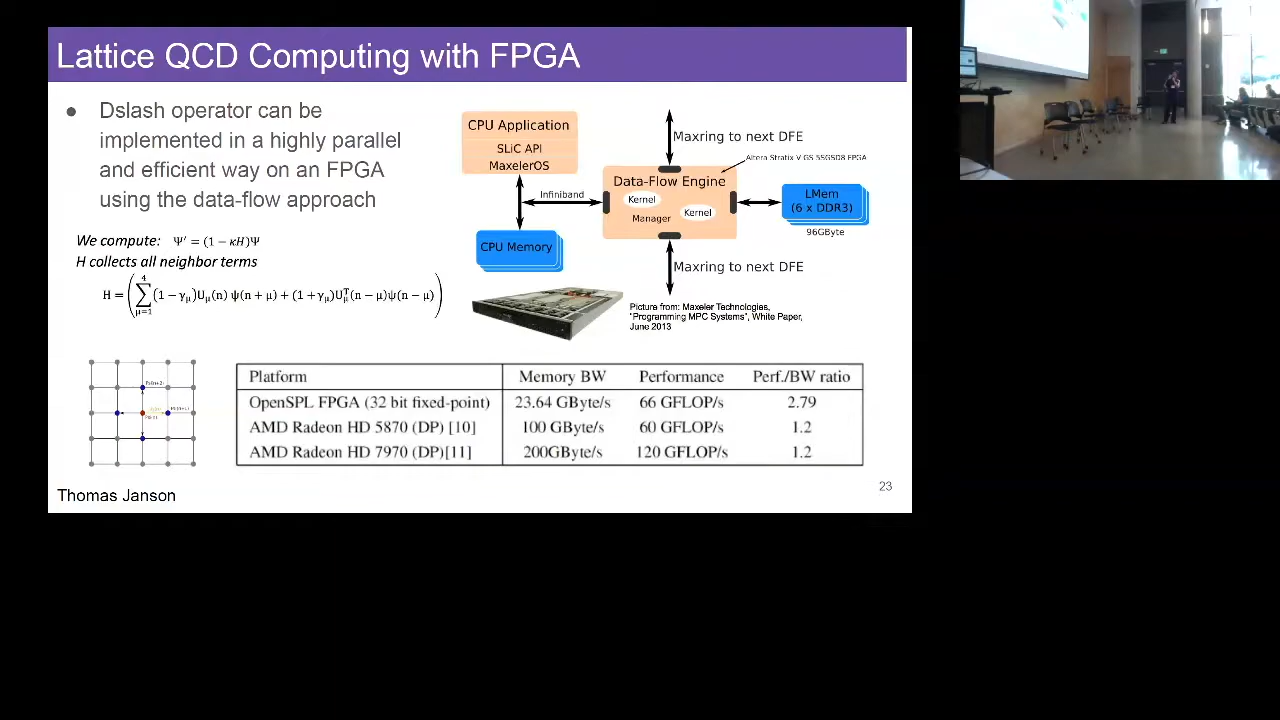 Lattice QCD Computing with FPGA
● Dslash operator can be
implemented in a highly parallel
and efficient way on an FPGA
using the data-flow approach
We compute: Ψ′ = (1 − κH)Ψ
H collects all neighbor terms
H = (∑ 4 μ=1 (1 − γμ)Uμ(n) ψ(n + μ) + (1 + γμ)UμT(n − μ)ψ(n − μ))
CPU Application
SLiC API
MaxelerOS
Infiniband
CPU Memory
Maxring to next DFE
Altera Stratix V GS 5SGSD8 FPGA
Data-Flow Engine
Kernel
Manager
Kernel
LMem
(6 x DDR3)
96GByte
Maxring to next DFE
Picture from: Maxeler Technologies,
"Programming MPC Systems", White Paper,
June 2013
Platform Memory BW Performance Perf./BW ratio
OpenSPL FPGA (32 bit fixed-point) 23.64 GByte/s 66 GFLOP/s 2.79
AMD Radeon HD 5870 (DP) [10] 100 GByte/s 60 GFLOP/s 1.2
AMD Radeon HD 7970 (DP)[11] 200GByte/s 120 GFLOP/s 1.2
Thomas Janson
23